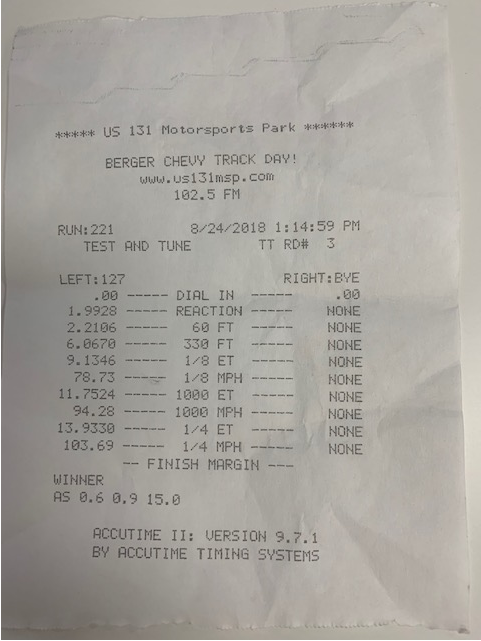 ***** US 131 Motorsports Park ******
BERGER CHEVY TRACK DAY!
www.us131msp.com
102.5 FM
RUN:221 8/24/2018 1:14:59 PM
TEST AND TUNE TT RD# 3
LEFT:127 RIGHT:BYE
.00 ----- DIAL IN ----- .00
1.9928 ----- REACTION ----- NONE
2.2106 ----- 60 FT ----- NONE
6.0670 ----- 330 FT ----- NONE
9.1346 ----- 1/8 ET ----- NONE
78.73 ----- 1/8 MPH ----- NONE
11.7524 ----- 1000 ET ----- NONE
94.28 ----- 1000 MPH ----- NONE
13.9330 ----- 1/4 ET ----- NONE
103.69 ----- 1/4 MPH ----- NONE
-- FINISH MARGIN ---
WINNER
AS 0.6 0.9 15.0
ACCUTIME II: VERSION 9.7.1
BY ACCUTIME TIMING SYSTEMS